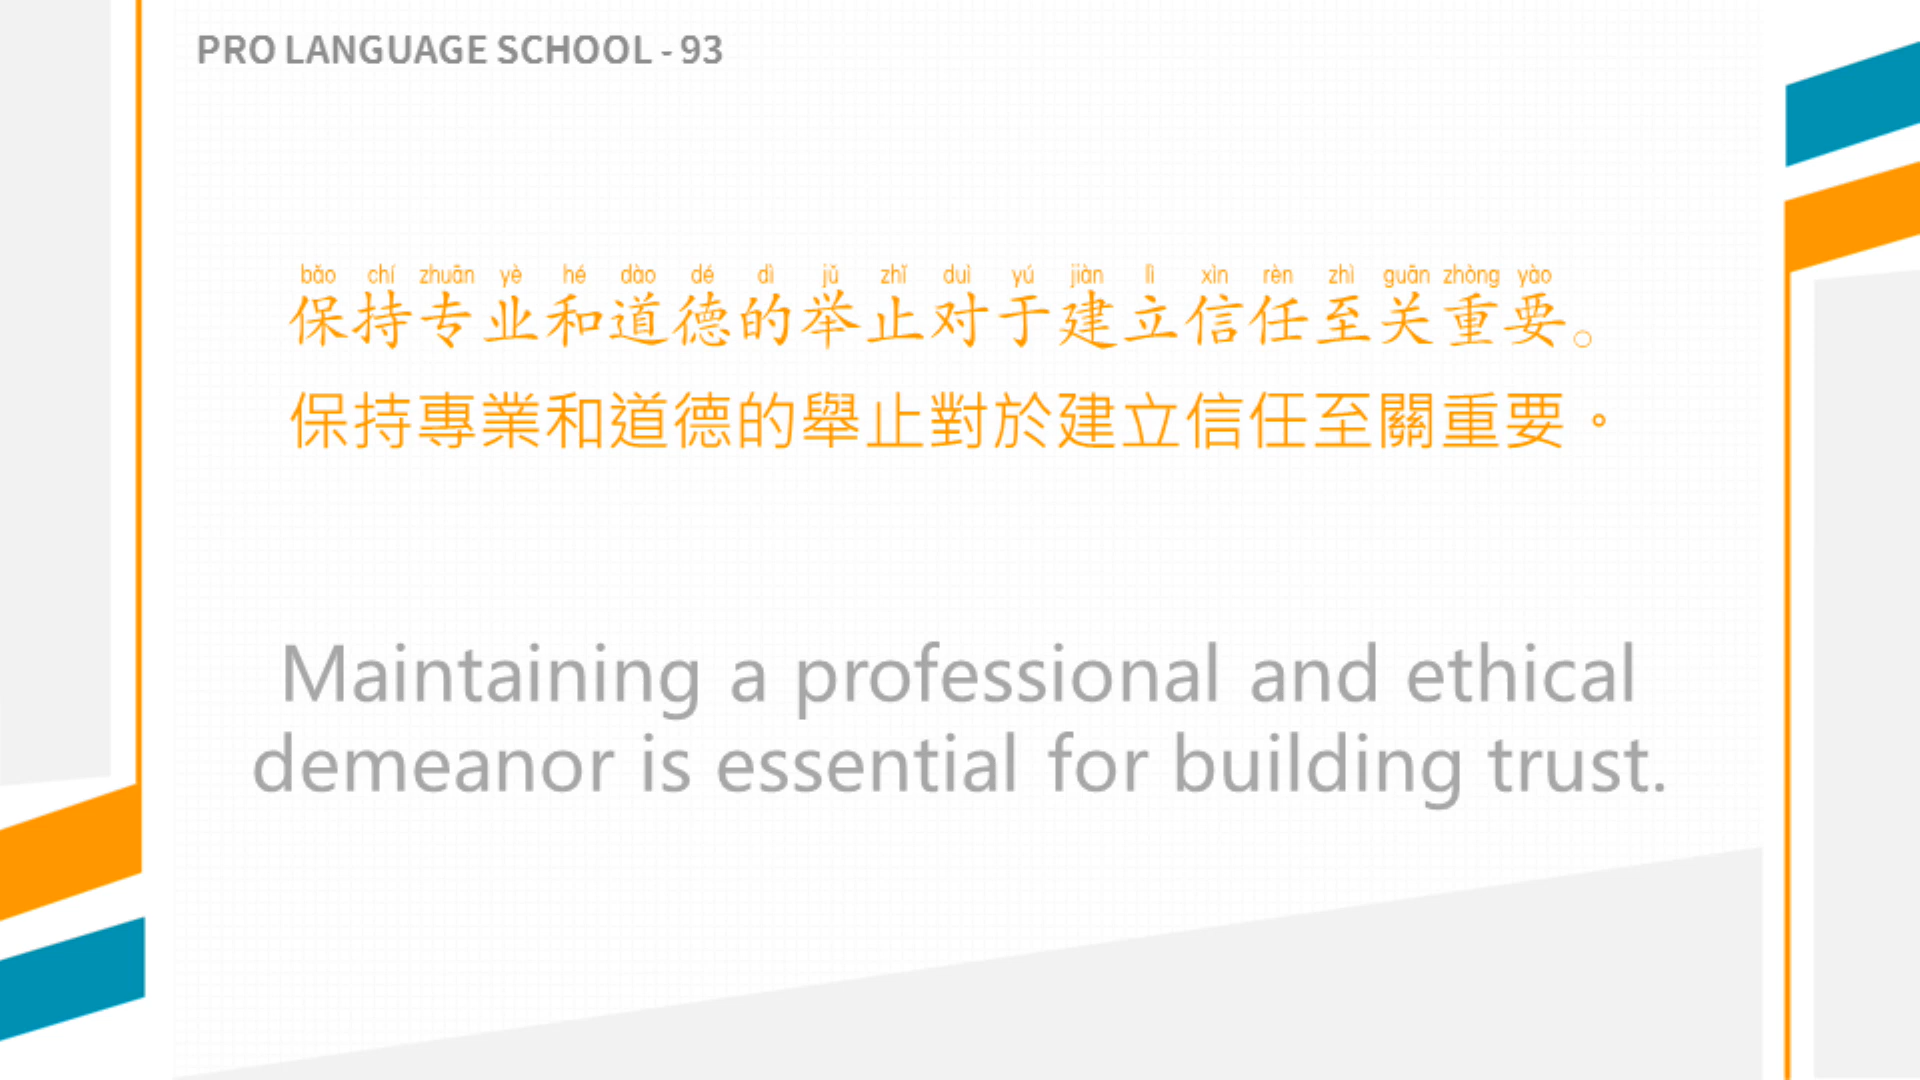 PRO LANGUAGE SCHOOL - 93
bǎo chí zhuān yè hé dào dé dì jǔ zhǐ duì yú jiàn lì xìn rèn zhì guān zhòng yào
保持专业和道德的举止对于建立信任至关重要。
保持專業和道德的舉止對於建立信任至關重要。
Maintaining a professional and ethical
demeanor is essential for building trust.